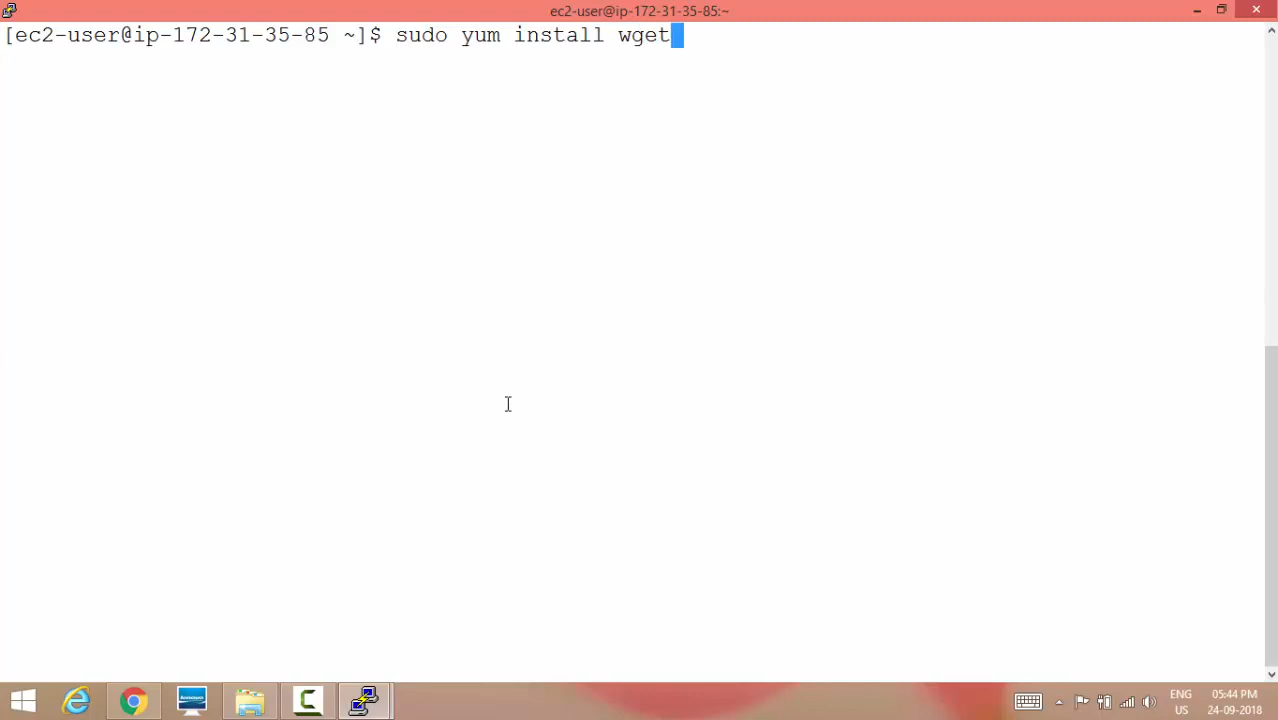 ec2-user@ip-172-31-35-85:~
[ec2-user@ip-172-31-35-85 ~]$ sudo yum install wget
ENG
US
05:44 PM
24-09-2018